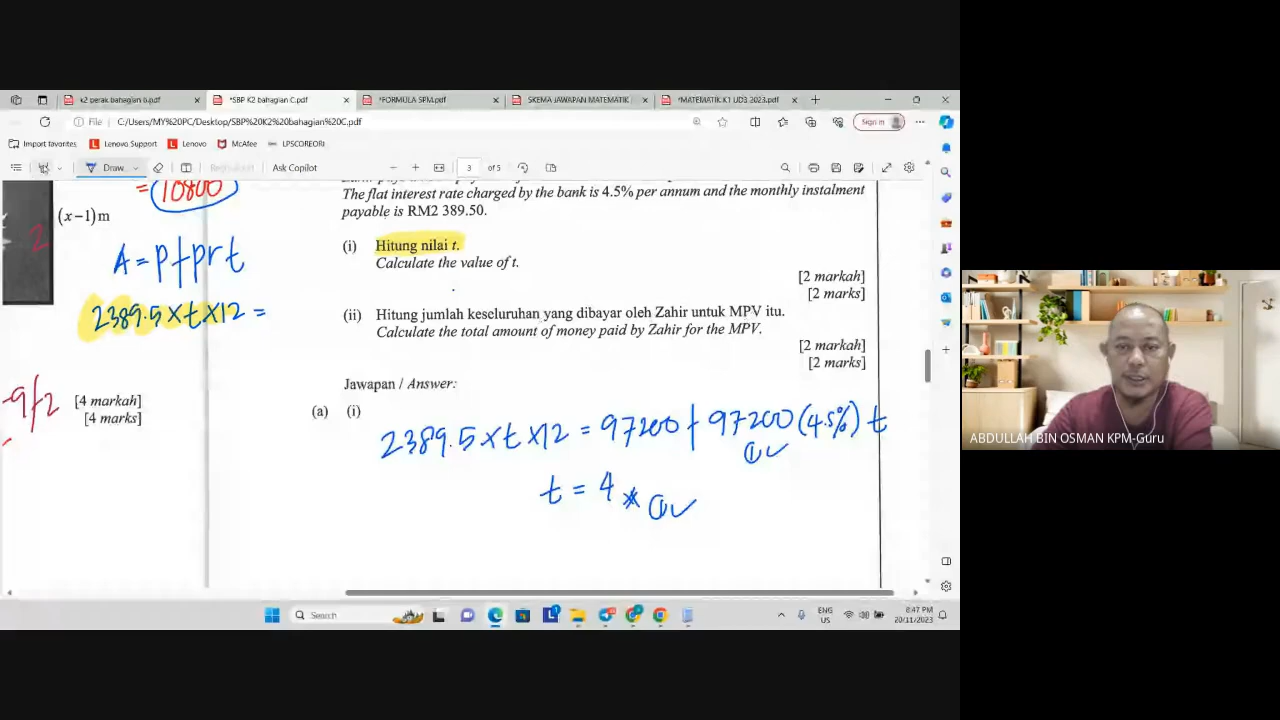 k2 perak bahagian b.pdf
*SBP K2 bahagian C.pdf
*FORMULA SPM.pdf
SKEMA JAWAPAN MATEMATIK
*MATEMATIK K1 UD3 2023.pdf
File
C:/Users/MY%20PC/Desktop/SBP%20K2%20bahagian%20C.pdf
Sign in
Import favorites
Lenovo Support
Lenovo
McAfee
LPSCOREORI
Draw
Ask Copilot
3 of 5
= 10800
The flat interest rate charged by the bank is 4.5% per annum and the monthly instalment
payable is RM2 389.50.
(x−1)m
2
A = P + Prt
2389.5 × t × 12 =
(i) Hitung nilai t.
Calculate the value of t.
[2 markah]
[2 marks]
(ii) Hitung jumlah keseluruhan yang dibayar oleh Zahir untuk MPV itu.
Calculate the total amount of money paid by Zahir for the MPV.
[2 markah]
[2 marks]
[4 markah]
[4 marks]
Jawapan / Answer:
(a) (i)
2389.5 × t × 12 = 97200 + 97200 (4.5%) t
①✓
t = 4 * ①✓
ABDULLAH BIN OSMAN KPM-Guru
Search
ENG
US
8:47 PM
20/11/2023